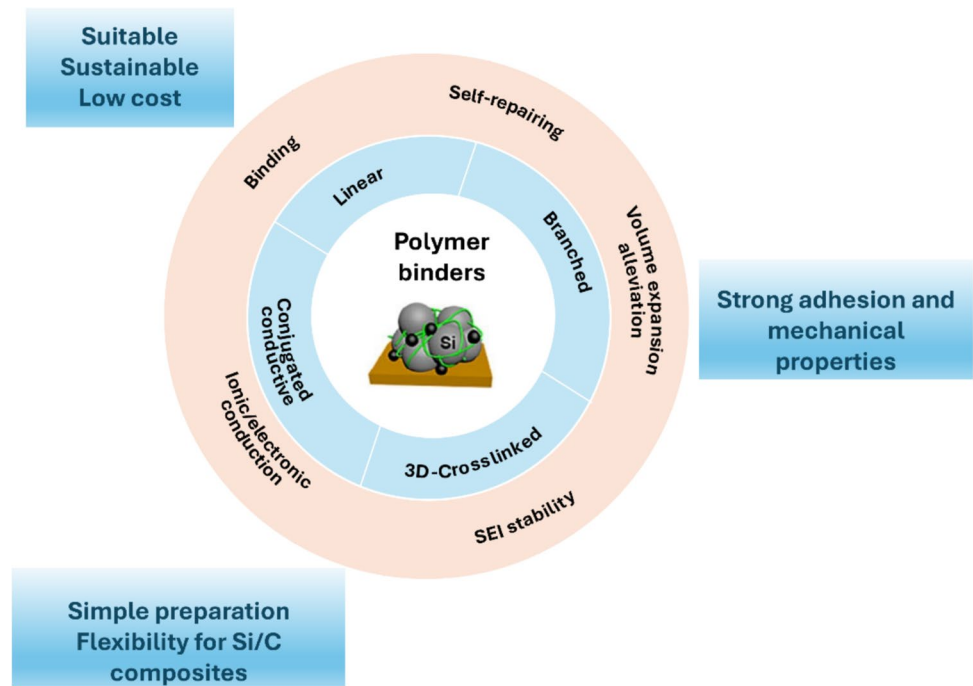 Suitable
Sustainable
Low cost
Self-repairing
Binding
Linear
Branched
Volume expansion
alleviation
Polymer
binders
Si
Strong adhesion and
mechanical
properties
Conjugated
conductive
Ionic/electronic
conduction
3D-Crosslinked
SEI stability
Simple preparation
Flexibility for Si/C
composites